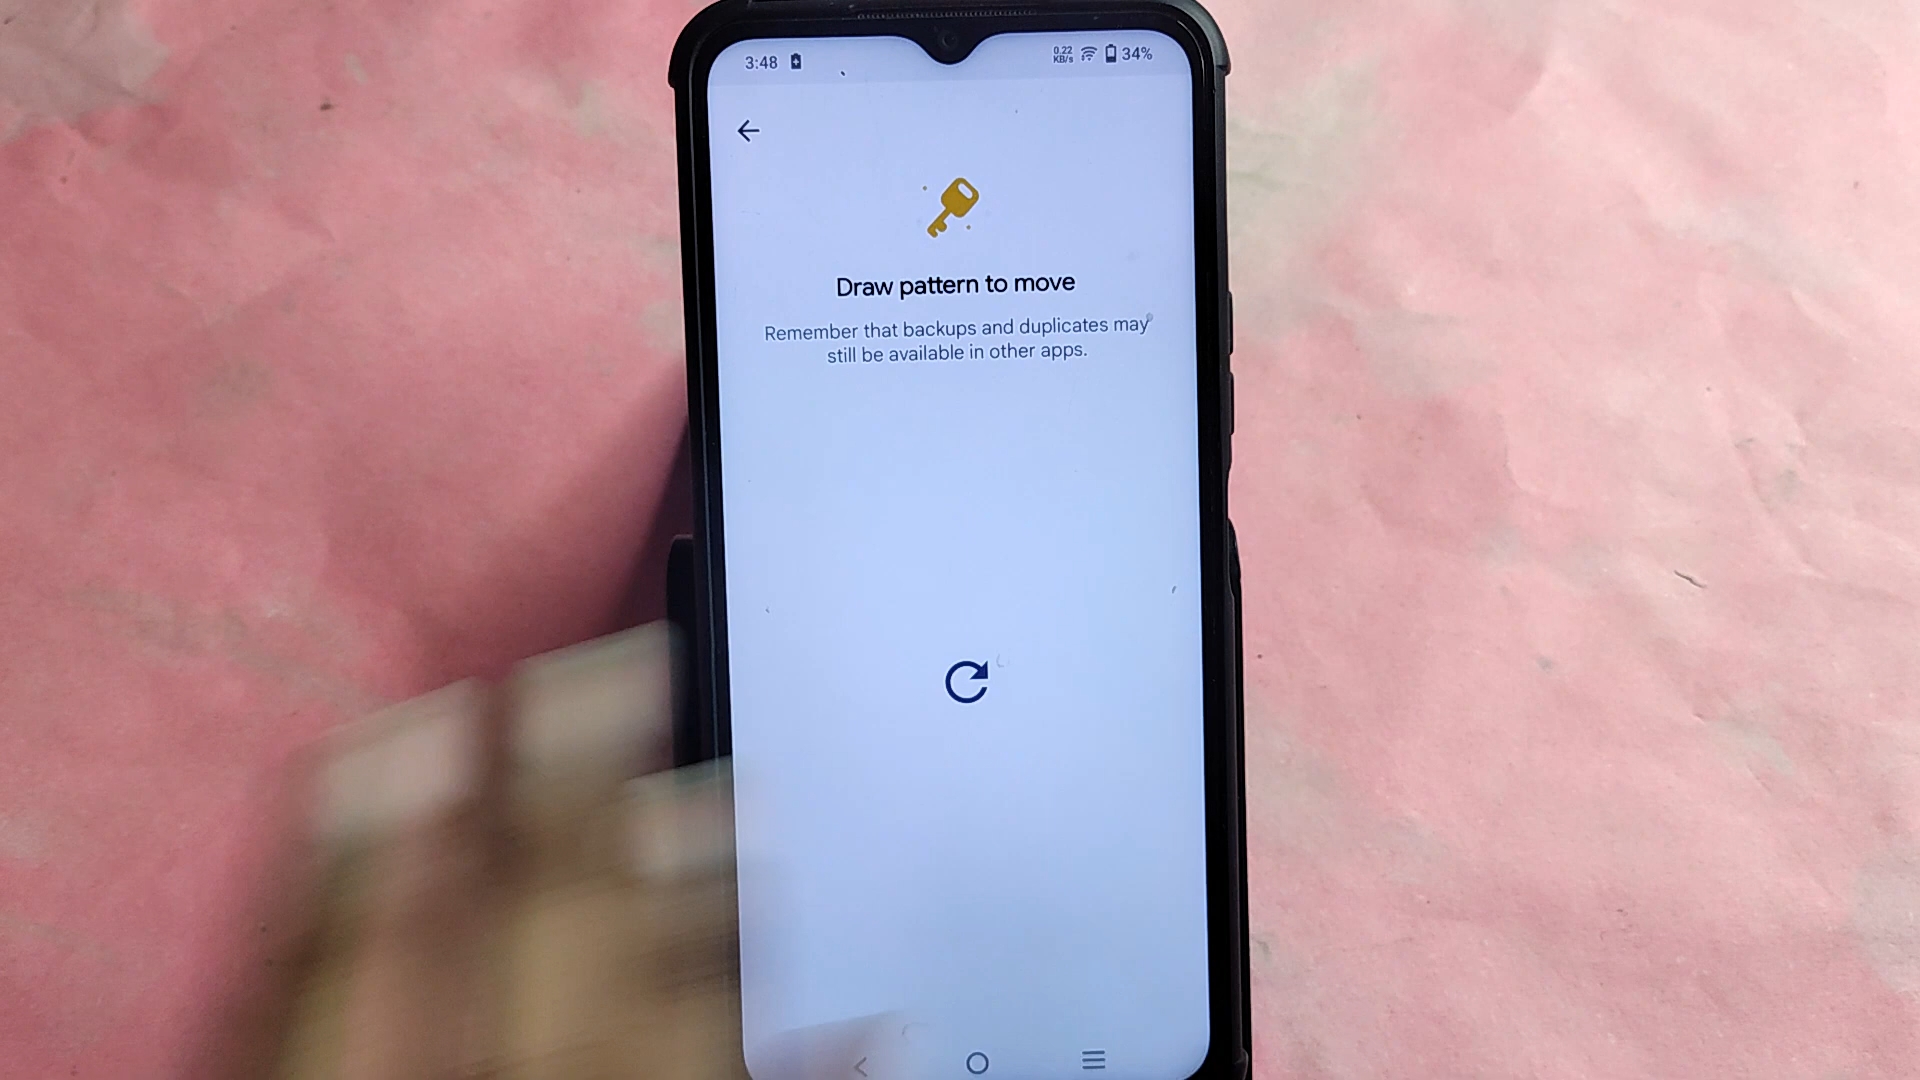 3:48
0.22
KB/s
34%
Draw pattern to move
Remember that backups and duplicates may
still be available in other apps.